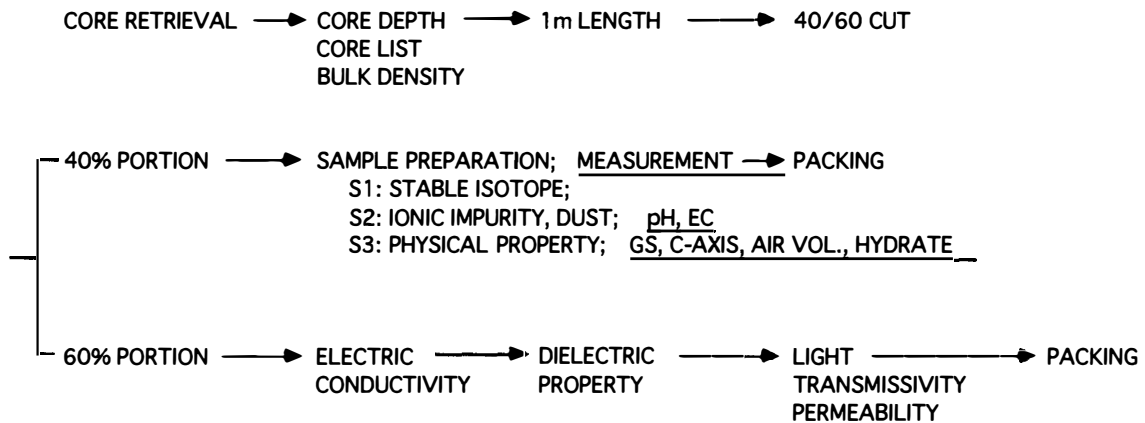 CORE RETRIEVAL → CORE DEPTH → 1m LENGTH → 40/60 CUT
CORE LIST
BULK DENSITY
40% PORTION → SAMPLE PREPARATION; MEASUREMENT → PACKING
S1: STABLE ISOTOPE;
S2: IONIC IMPURITY, DUST; pH, EC
S3: PHYSICAL PROPERTY; GS, C-AXIS, AIR VOL., HYDRATE
60% PORTION → ELECTRIC → DIELECTRIC → LIGHT → PACKING
CONDUCTIVITY PROPERTY TRANSMISSIVITY
PERMEABILITY